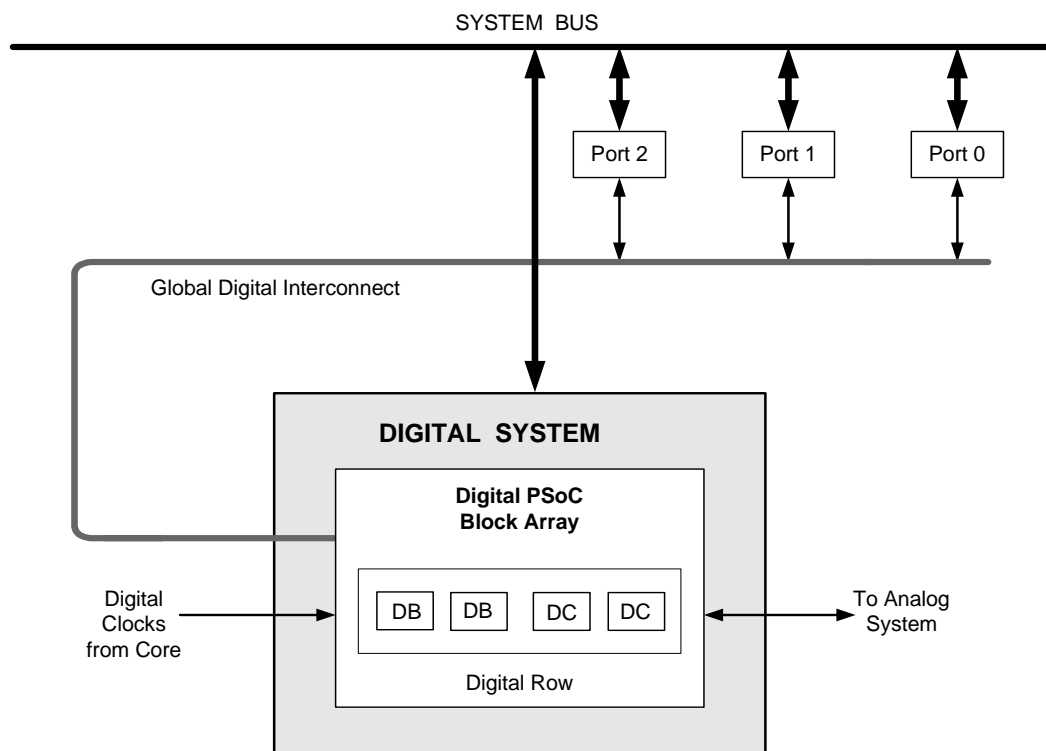 SYSTEM BUS
Port 2
Port 1
Port 0
Global Digital Interconnect
DIGITAL SYSTEM
Digital PSoC
Block Array
DB
DB
DC
DC
Digital Row
Digital
Clocks
from Core
To Analog
System